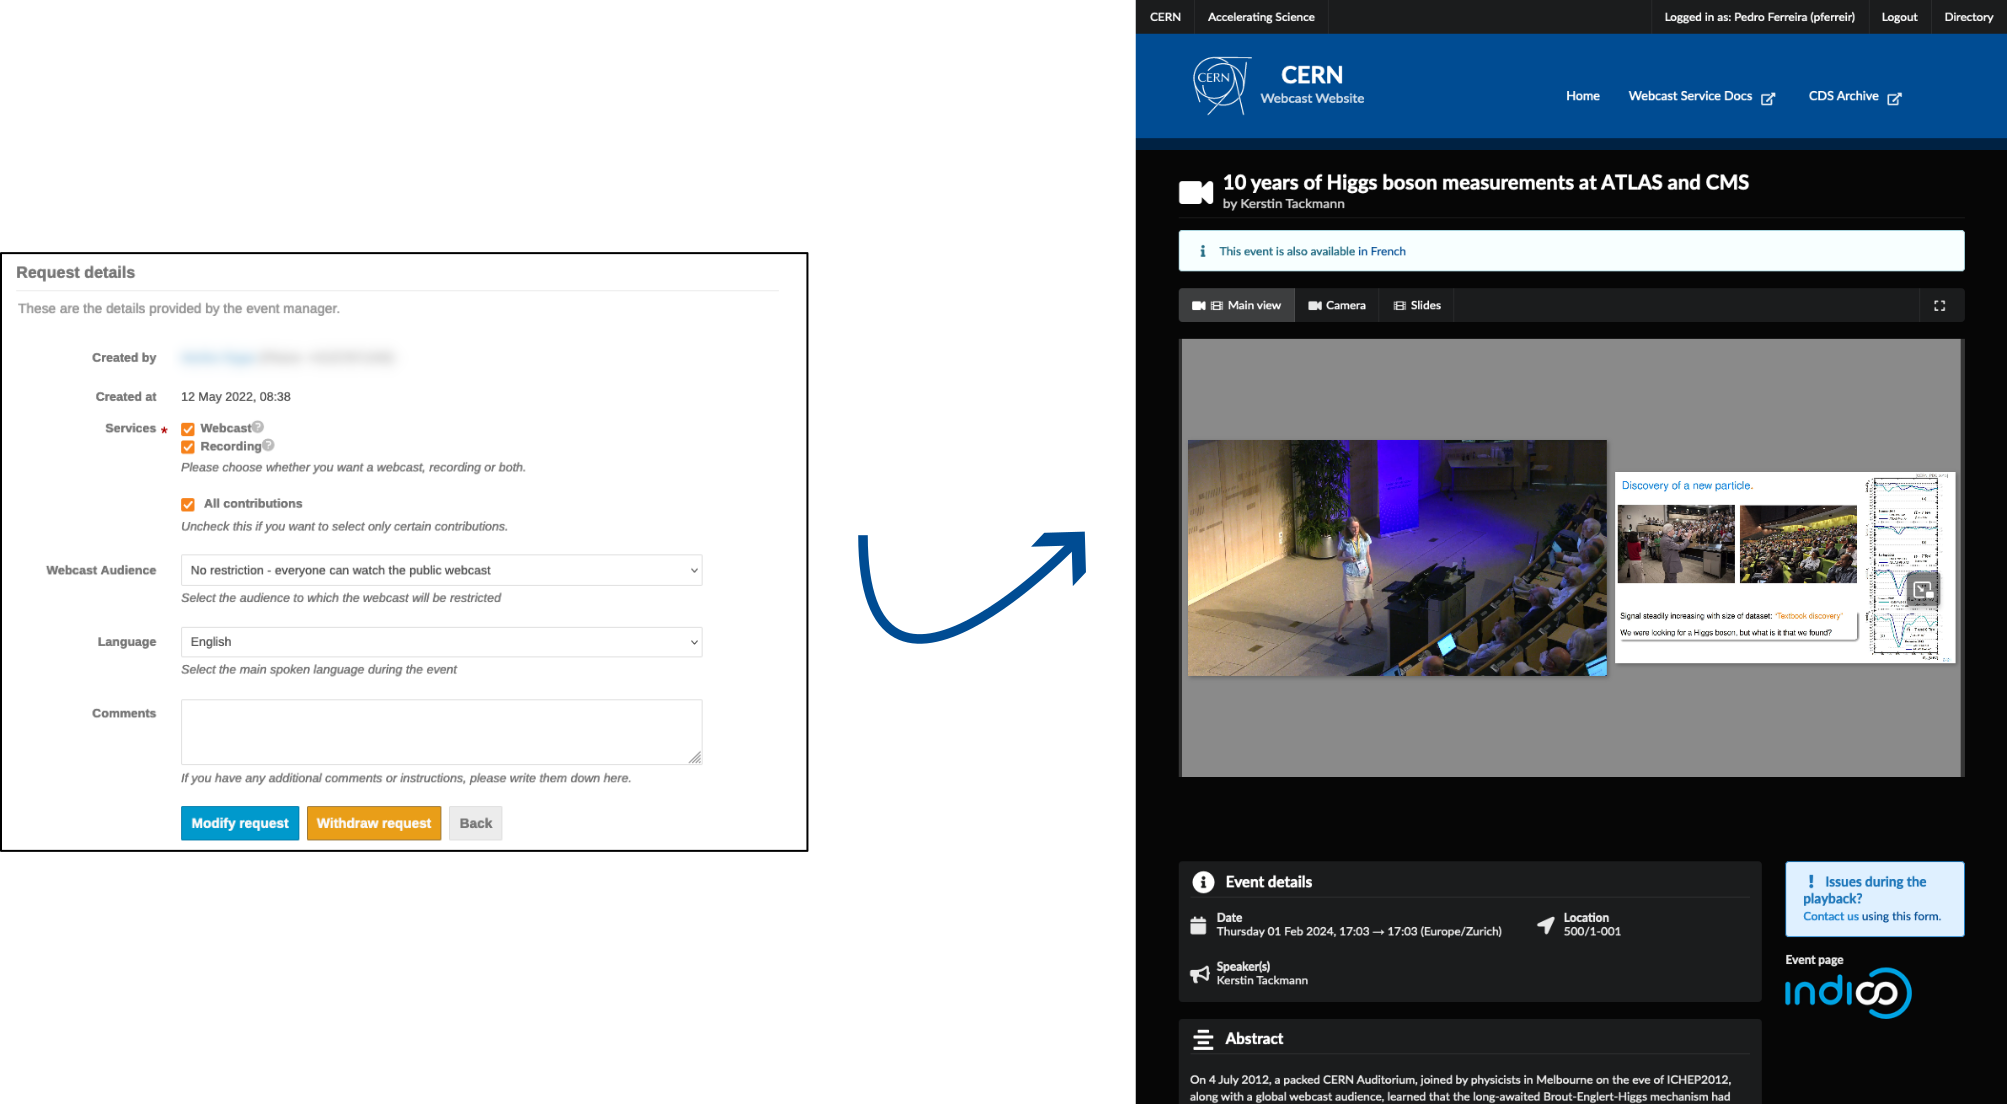 Request details
These are the details provided by the event manager.
Created by
Created at 12 May 2022, 08:38
Services * Webcast
Recording
Please choose whether you want a webcast, recording or both.
All contributions
Uncheck this if you want to select only certain contributions.
Webcast Audience No restriction - everyone can watch the public webcast
Select the audience to which the webcast will be restricted
Language English
Select the main spoken language during the event
Comments
If you have any additional comments or instructions, please write them down here.
Modify request Withdraw request Back
CERN Accelerating Science Logged in as: Pedro Ferreira (pferreir) Logout Directory
CERN
CERN
Webcast Website
Home Webcast Service Docs CDS Archive
10 years of Higgs boson measurements at ATLAS and CMS
by Kerstin Tackmann
This event is also available in French
Main view Camera Slides
Discovery of a new particle.
Signal steadily increasing with size of dataset: "Textbook discovery"
We were looking for a Higgs boson, but what is it that we found?
Event details
Date
Thursday 01 Feb 2024, 17:03 → 17:03 (Europe/Zurich)
Location
500/1-001
Speaker(s)
Kerstin Tackmann
! Issues during the
playback?
Contact us using this form.
Event page
indico
Abstract
On 4 July 2012, a packed CERN Auditorium, joined by physicists in Melbourne on the eve of ICHEP2012,
along with a global webcast audience, learned that the long-awaited Brout-Englert-Higgs mechanism had